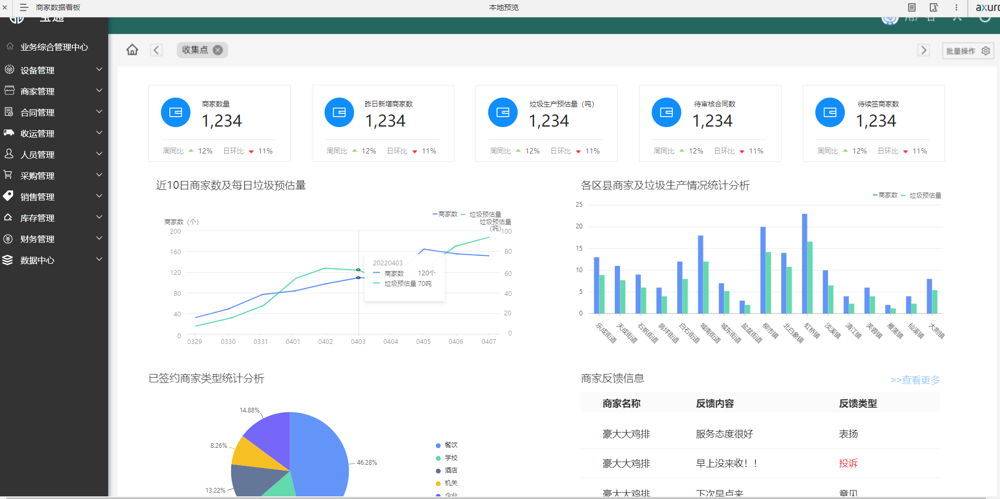 商家数据看板
本地预览
axure
宝通
用户名
业务综合管理中心
设备管理
商家管理
合同管理
收运管理
人员管理
采购管理
销售管理
库存管理
财务管理
数据中心
收集点
批量操作
商家数量
1,234
周同比 12% 日环比 11%
昨日新增商家数
1,234
周同比 12% 日环比 11%
垃圾生产预估量（吨）
1,234
周同比 12% 日环比 11%
待审核合同数
1,234
周同比 12% 日环比 11%
待续签商家数
1,234
周同比 12% 日环比 11%
近10日商家数及每日垃圾预估量
商家数 垃圾预估量
商家数（个）
垃圾预估量
（吨）
200
160
120
80
40
0
100
80
60
40
20
0
20220403
商家数 120个
垃圾预估量 70吨
0329 0330 0331 0401 0402 0403 0404 0405 0406 0407
各区县商家及垃圾生产情况统计分析
商家数 垃圾预估量
25
20
15
10
5
0
乐成街道
天成街道
石帆街道
翁垟街道
白石街道
城南街道
城东街道
盐盆街道
柳市镇
北白象镇
虹桥镇
淡溪镇
清江镇
芙蓉镇
雁荡镇
仙溪镇
大荆镇
已签约商家类型统计分析
14.88%
8.26%
13.22%
46.28%
餐饮
学校
酒店
机关
企业
商家反馈信息
>>查看更多
商家名称 反馈内容 反馈类型
豪大大鸡排 服务态度很好 表扬
豪大大鸡排 早上没来收！！ 投诉
豪大大鸡排 下次早点来 意见